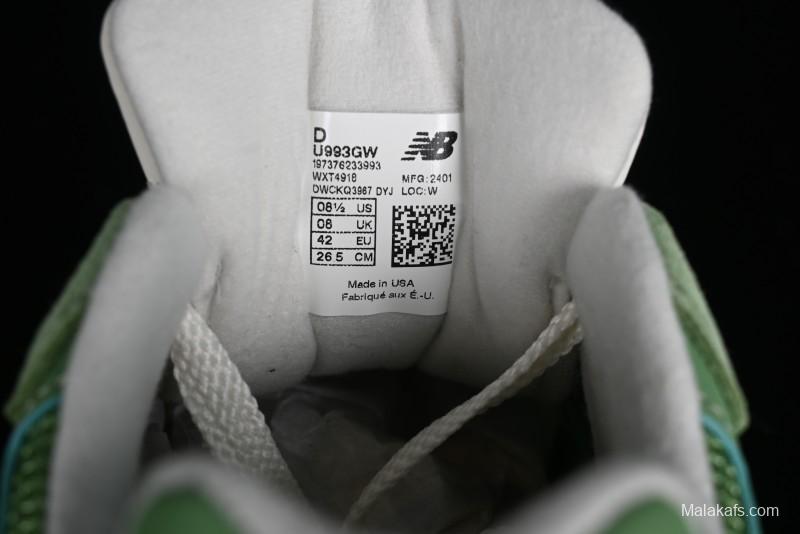 D
U993GW
197376233993
WXT4918
MFG:2401
DWCKQ3967 DYJ LOC:W
08½ US
08 UK
42 EU
26 5 CM
NB
Made in USA
Fabriqué aux É.-U.
Malakafs.com